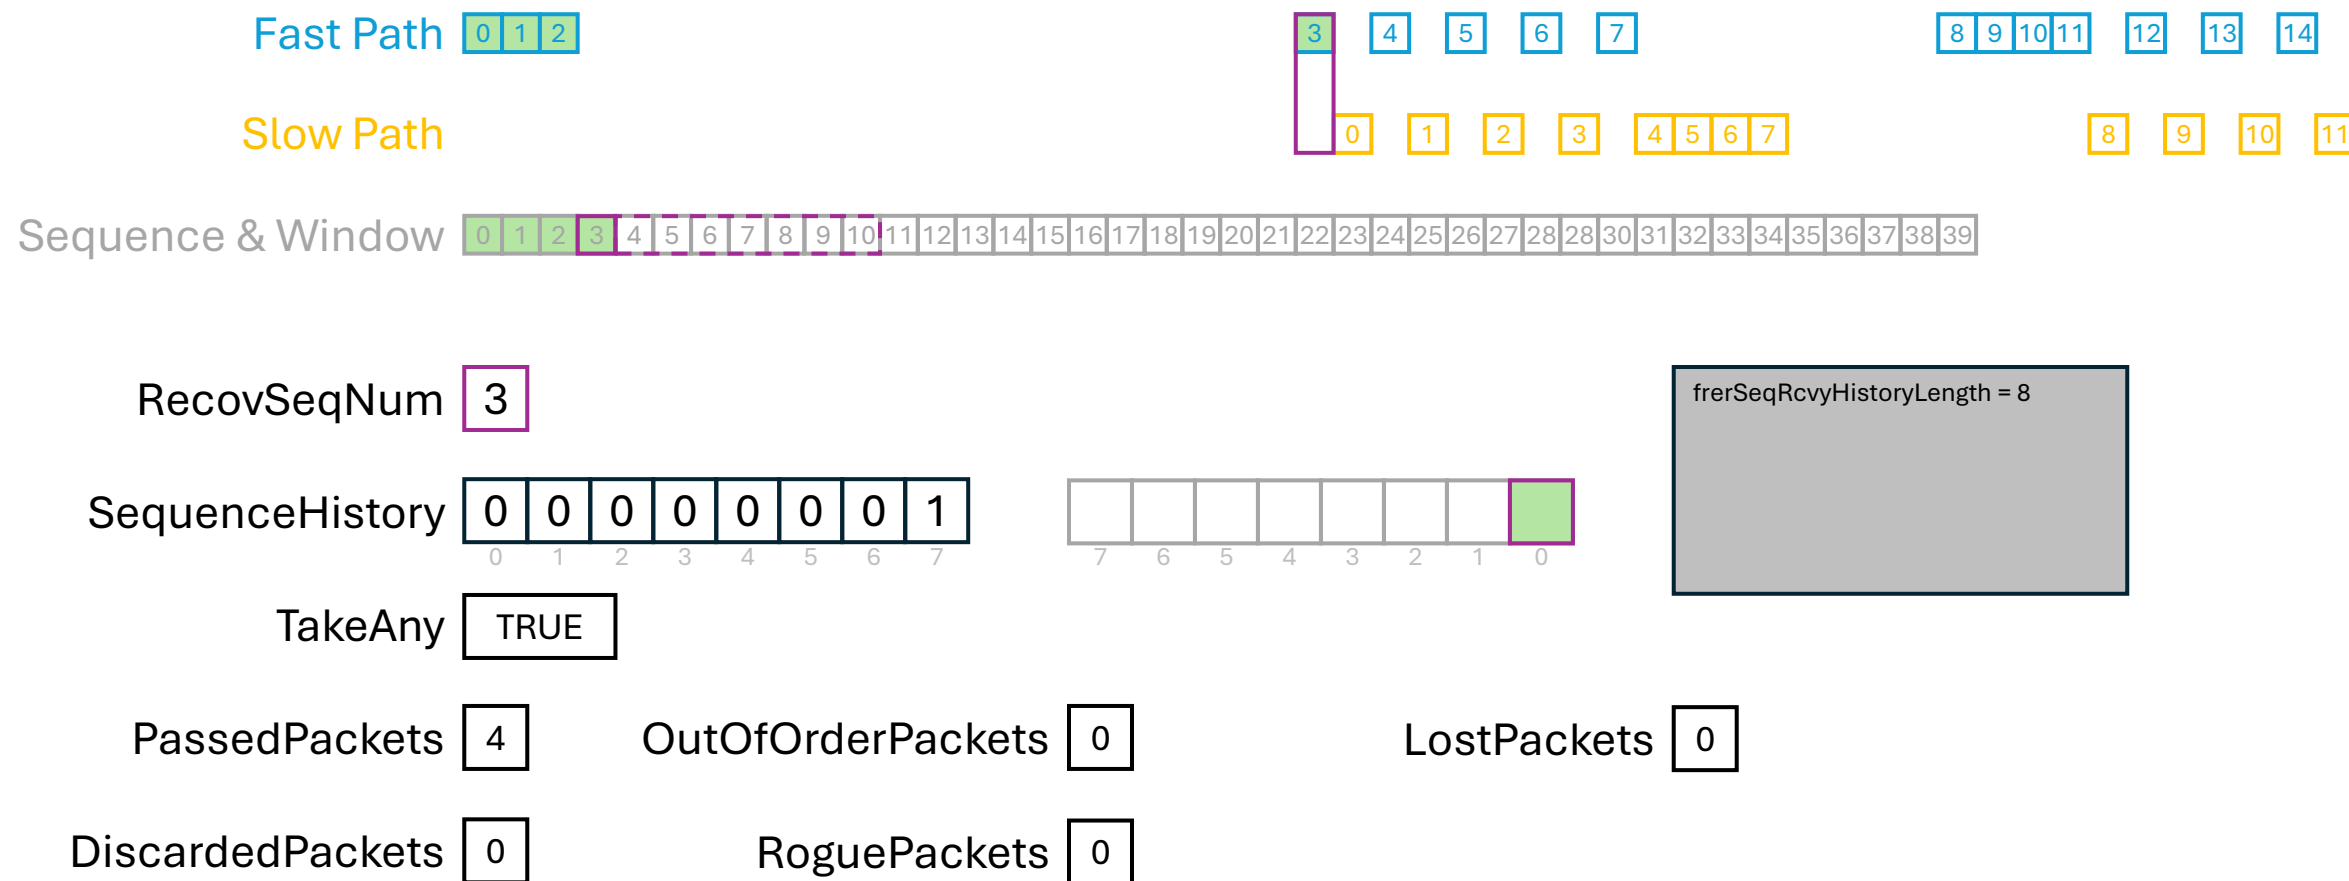 Fast Path 0 1 2 3 4 5 6 7 8 9 10 11 12 13 14
Slow Path 0 1 2 3 4 5 6 7 8 9 10 11
Sequence & Window 0 1 2 3 4 5 6 7 8 9 10 11 12 13 14 15 16 17 18 19 20 21 22 23 24 25 26 27 28 28 30 31 32 33 34 35 36 37 38 39
RecovSeqNum 3
frerSeqRcvyHistoryLength = 8
SequenceHistory 0 0 0 0 0 0 0 1
0 1 2 3 4 5 6 7 7 6 5 4 3 2 1 0
TakeAny TRUE
PassedPackets 4 OutOfOrderPackets 0 LostPackets 0
DiscardedPackets 0 RoguePackets 0